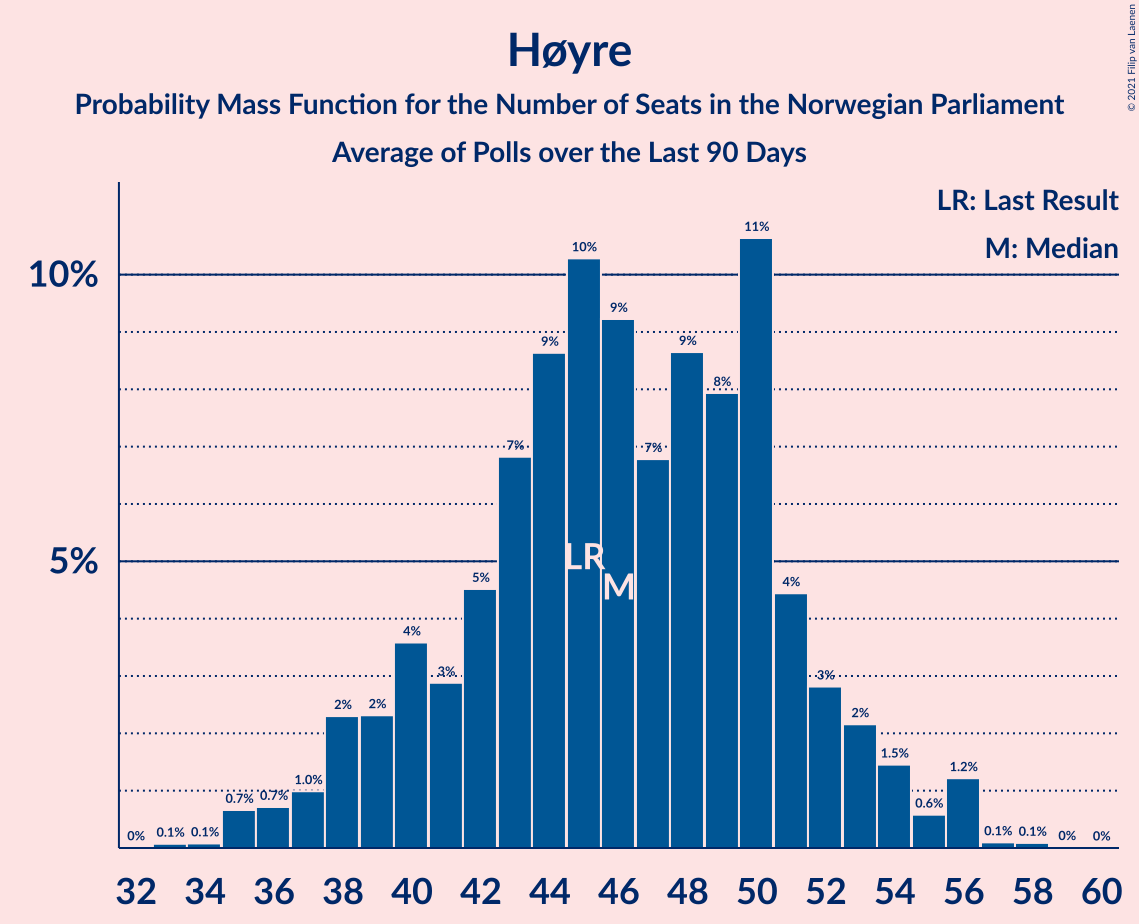 Høyre
Probability Mass Function for the Number of Seats in the Norwegian Parliament
Average of Polls over the Last 90 Days
© 2021 Filip van Laenen
LR: Last Result
M: Median
10%
5%
0% 0.1% 0.1% 0.7% 0.7% 1.0% 2% 2% 4% 3% 5% 7% 9% 10% 9% 7% 9% 8% 11% 4% 3% 2% 1.5% 0.6% 1.2% 0.1% 0.1% 0% 0%
LR
M
32 34 36 38 40 42 44 46 48 50 52 54 56 58 60